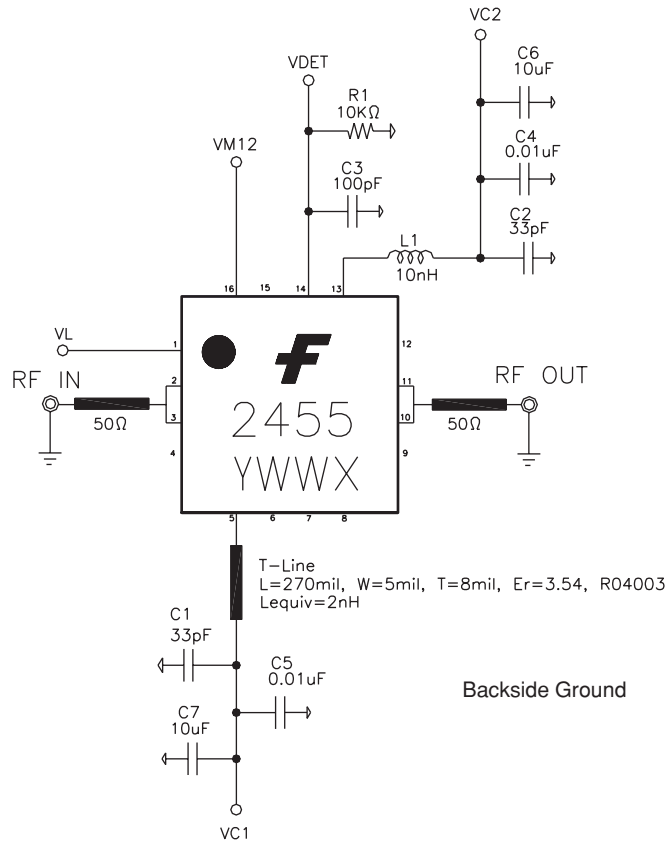 VC2
C6
10uF
VDET
R1
10KΩ
C4
0.01uF
VM12
C3
100pF
C2
33pF
L1
10nH
16 15 14 13
VL
1
12
RF IN
2
11
RF OUT
50Ω
3
2455
10
50Ω
4
YWWX
9
5 6 7 8
T-Line
L=270mil, W=5mil, T=8mil, Er=3.54, RO4003
Lequiv=2nH
C1
33pF
C5
0.01uF
Backside Ground
C7
10uF
VC1